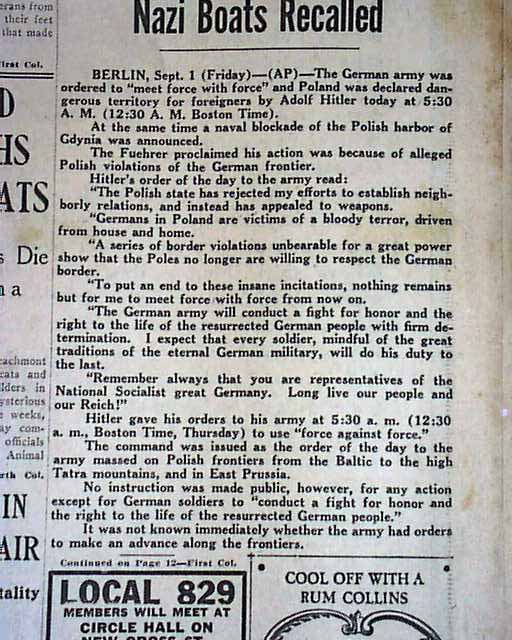 Nazi Boats Recalled
BERLIN, Sept. 1 (Friday)—(AP)—The German army was
ordered to "meet force with force" and Poland was declared dan-
gerous territory for foreigners by Adolf Hitler today at 5:30
A. M. (12:30 A. M. Boston Time).
At the same time a naval blockade of the Polish harbor of
Gdynia was announced.
The Fuehrer proclaimed his action was because of alleged
Polish violations of the German frontier.
Hitler's order of the day to the army read:
"The Polish state has rejected my efforts to establish neigh-
borly relations, and instead has appealed to weapons.
"Germans in Poland are victims of a bloody terror, driven
from house and home.
"A series of border violations unbearable for a great power
show that the Poles no longer are willing to respect the German
border.
"To put an end to these insane incitations, nothing remains
but for me to meet force with force from now on.
"The German army will conduct a fight for honor and the
right to the life of the resurrected German people with firm de-
termination. I expect that every soldier, mindful of the great
traditions of the eternal German military, will do his duty to
the last.
"Remember always that you are representatives of the
National Socialist great Germany. Long live our people and
our Reich!"
Hitler gave his orders to his army at 5:30 a. m. (12:30
a. m., Boston Time, Thursday) to use "force against force."
The command was issued as the order of the day to the
army massed on Polish frontiers from the Baltic to the high
Tatra mountains, and in East Prussia.
No instruction was made public, however, for any action
except for German soldiers to "conduct a fight for honor and
the right to the life of the resurrected German people."
It was not known immediately whether the army had orders
to make an advance along the frontiers.
Continued on Page 12—First Col.
LOCAL 829
MEMBERS WILL MEET AT
CIRCLE HALL ON
COOL OFF WITH A
RUM COLLINS
their feet
that made
First Col.
ATS
Die
n a
cats and
weeks,
officials
Animal
Col.
IN
AIR